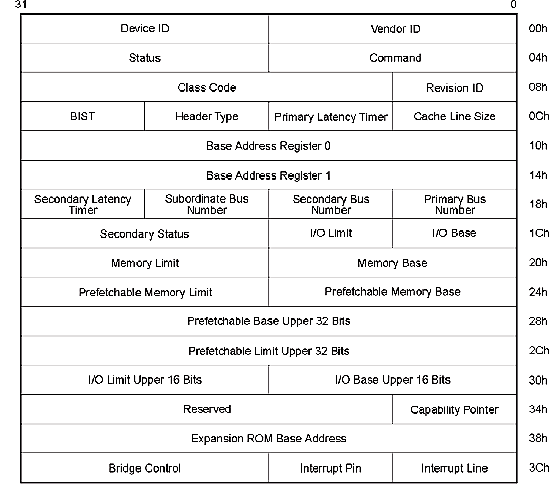 31 0
Device ID Vendor ID 00h
Status Command 04h
Class Code Revision ID 08h
BIST Header Type Primary Latency Timer Cache Line Size 0Ch
Base Address Register 0 10h
Base Address Register 1 14h
Secondary Latency Timer Subordinate Bus Number Secondary Bus Number Primary Bus Number 18h
Secondary Status I/O Limit I/O Base 1Ch
Memory Limit Memory Base 20h
Prefetchable Memory Limit Prefetchable Memory Base 24h
Prefetchable Base Upper 32 Bits 28h
Prefetchable Limit Upper 32 Bits 2Ch
I/O Limit Upper 16 Bits I/O Base Upper 16 Bits 30h
Reserved Capability Pointer 34h
Expansion ROM Base Address 38h
Bridge Control Interrupt Pin Interrupt Line 3Ch